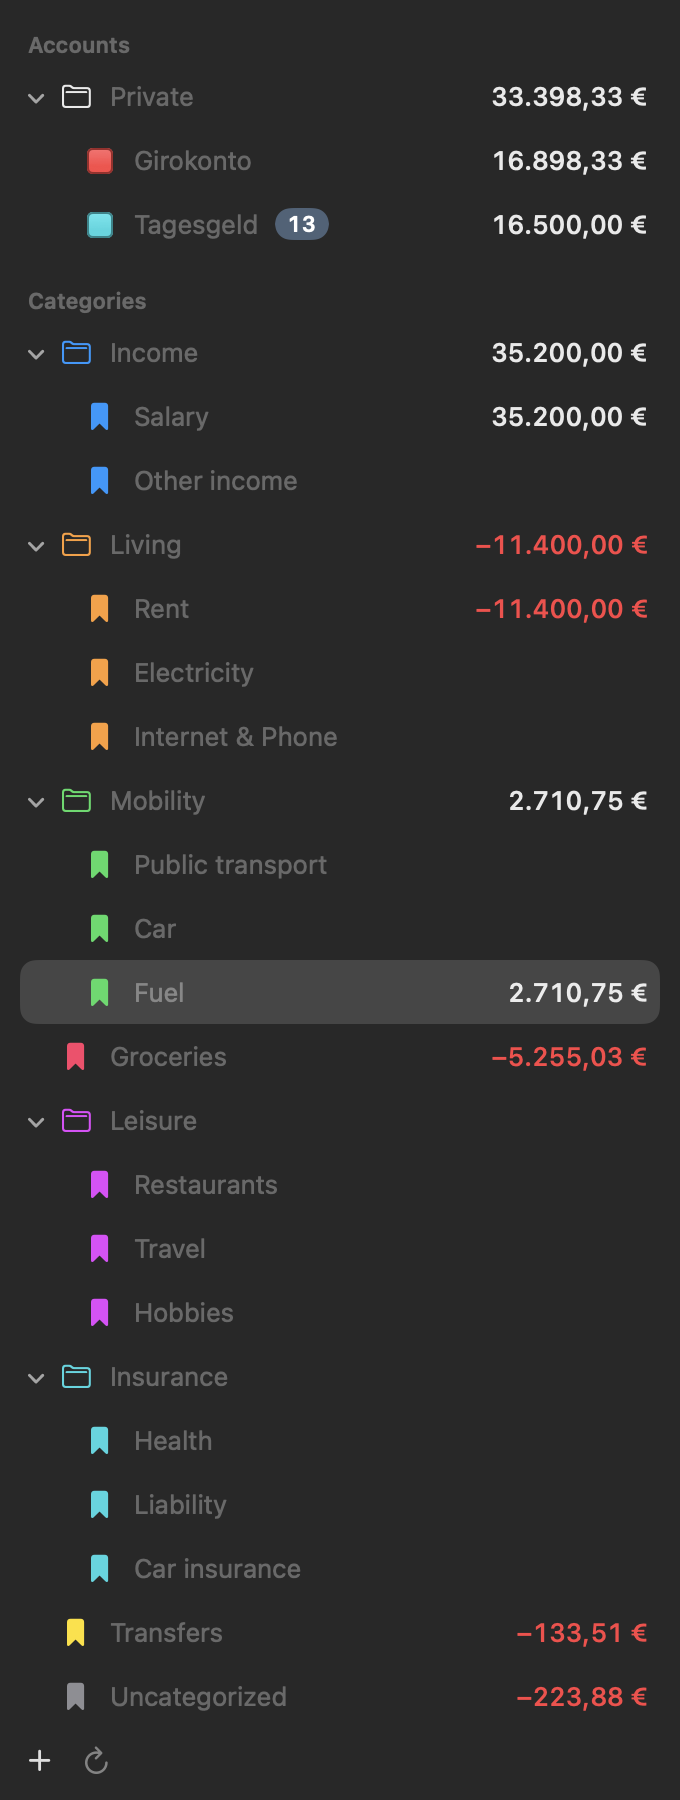 Accounts
Private 33.398,33 €
Girokonto 16.898,33 €
Tagesgeld 13 16.500,00 €
Categories
Income 35.200,00 €
Salary 35.200,00 €
Other income
Living −11.400,00 €
Rent −11.400,00 €
Electricity
Internet & Phone
Mobility 2.710,75 €
Public transport
Car
Fuel 2.710,75 €
Groceries −5.255,03 €
Leisure
Restaurants
Travel
Hobbies
Insurance
Health
Liability
Car insurance
Transfers −133,51 €
Uncategorized −223,88 €